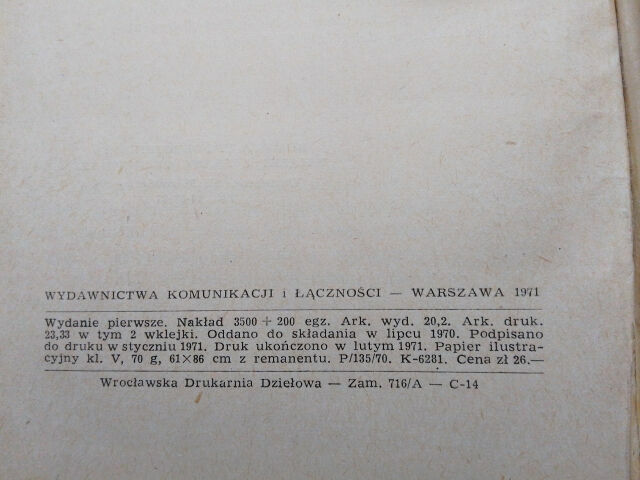 WYDAWNICTWA KOMUNIKACJI i ŁĄCZNOŚCI — WARSZAWA 1971
Wydanie pierwsze. Nakład 3500 + 200 egz. Ark. wyd. 20,2. Ark. druk.
23,33 w tym 2 wklejki. Oddano do składania w lipcu 1970. Podpisano
do druku w styczniu 1971. Druk ukończono w lutym 1971. Papier ilustra-
cyjny kl. V, 70 g, 61×86 cm z remanentu. P/135/70. K-6281. Cena zł 26.—
Wrocławska Drukarnia Dziełowa — Zam. 716/A — C-14